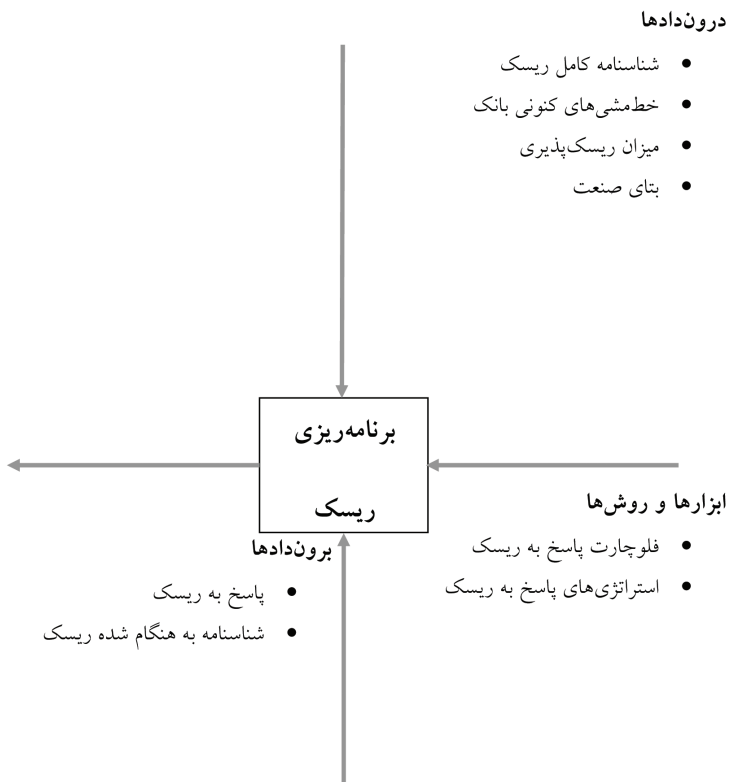 درون‌دادها
• شناسنامه کامل ریسک
• خط‌مشی‌های کنونی بانک
• میزان ریسک‌پذیری
• بتای صنعت
برنامه‌ریزی
ریسک
ابزارها و روش‌ها
• فلوچارت پاسخ به ریسک
• استراتژی‌های پاسخ به ریسک
برون‌دادها
• پاسخ به ریسک
• شناسنامه به هنگام شده ریسک